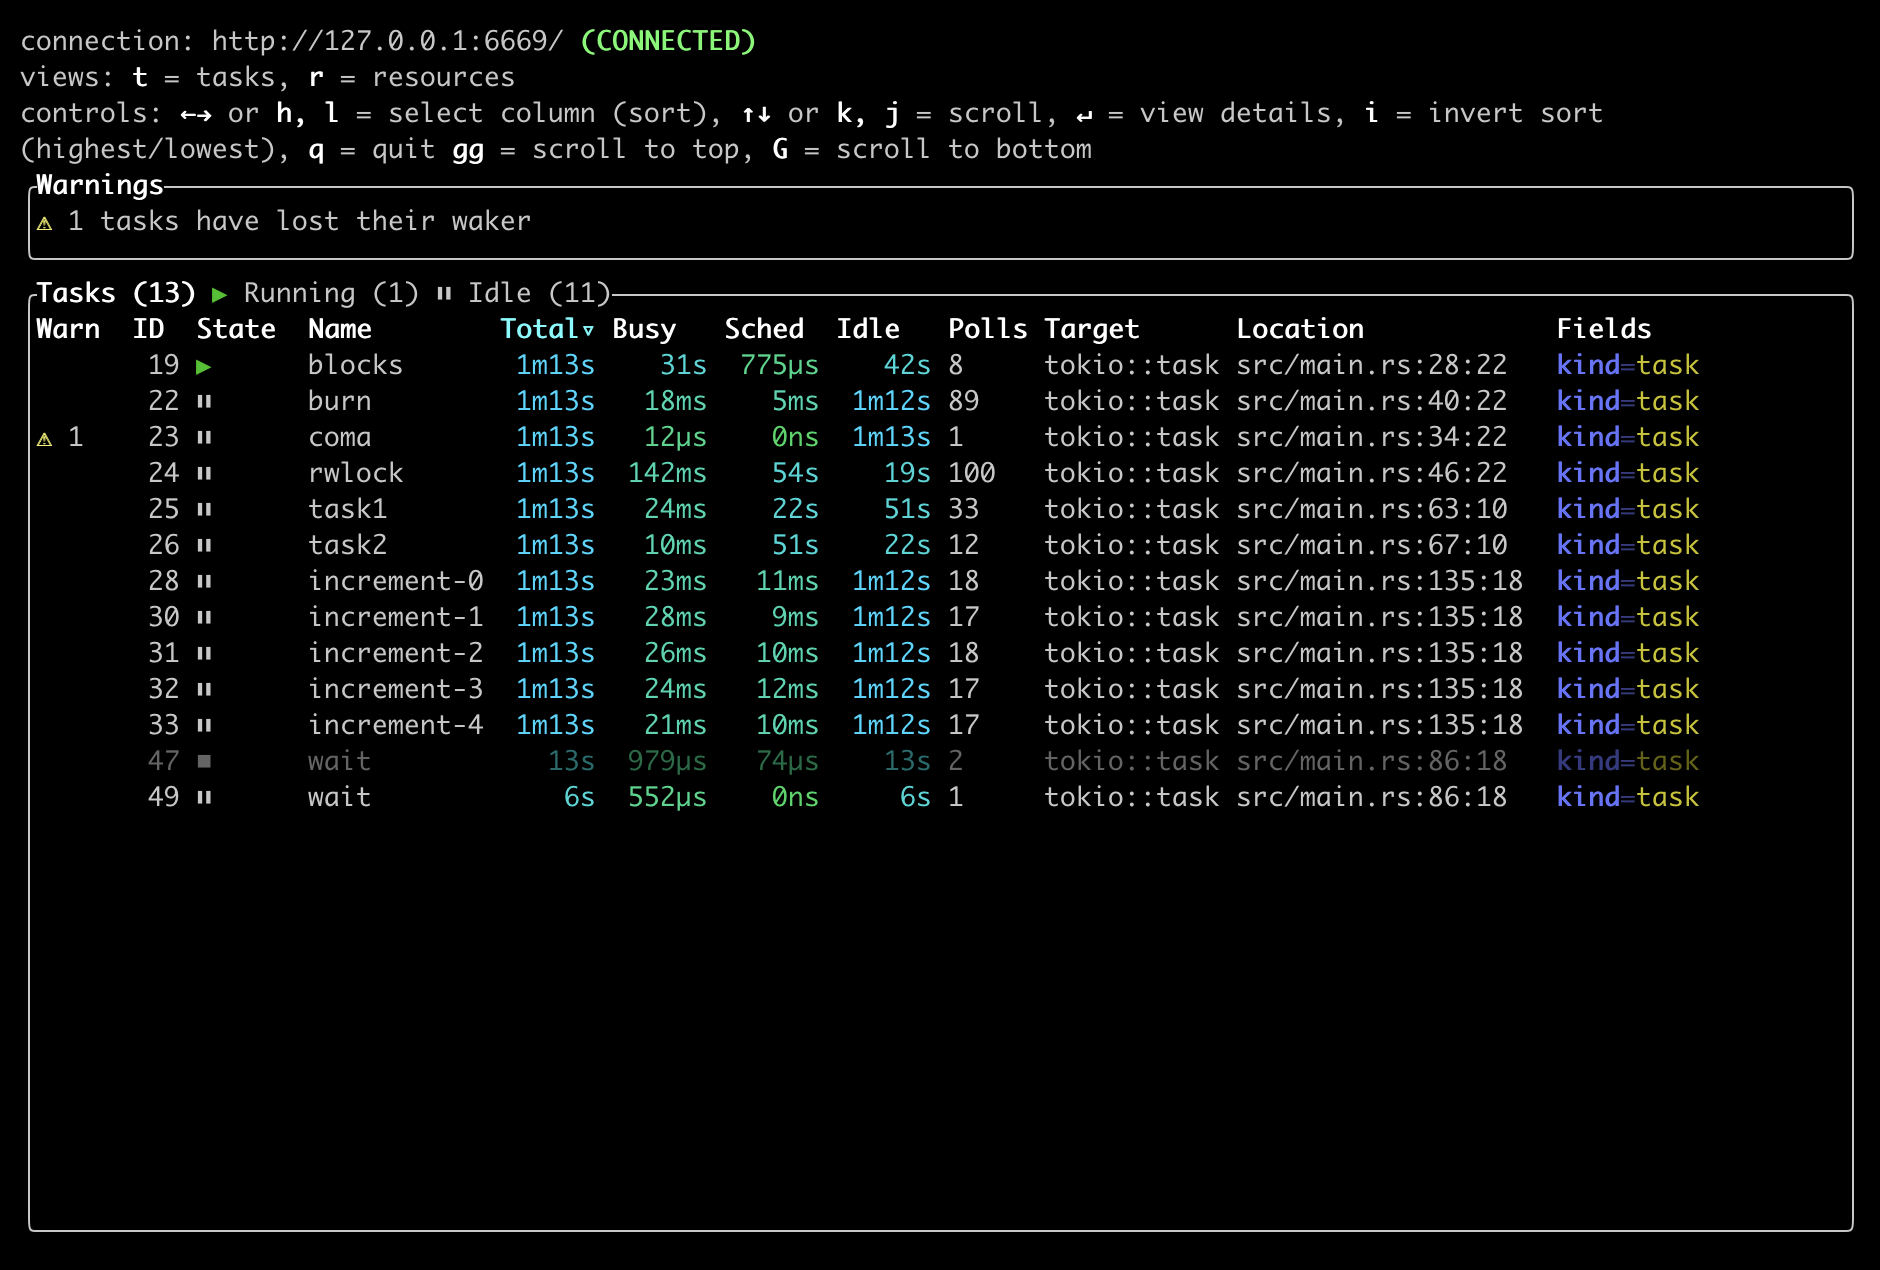 connection: http://127.0.0.1:6669/ (CONNECTED)
views: t = tasks, r = resources
controls: ←→ or h, l = select column (sort), ↑↓ or k, j = scroll, ↵ = view details, i = invert sort
(highest/lowest), q = quit gg = scroll to top, G = scroll to bottom
Warnings
⚠ 1 tasks have lost their waker
Tasks (13) ▶ Running (1) ⏸ Idle (11)
Warn ID State Name Total▿ Busy Sched Idle Polls Target Location Fields
19 ▶ blocks 1m13s 31s 775µs 42s 8 tokio::task src/main.rs:28:22 kind=task
22 ⏸ burn 1m13s 18ms 5ms 1m12s 89 tokio::task src/main.rs:40:22 kind=task
⚠ 1 23 ⏸ coma 1m13s 12µs 0ns 1m13s 1 tokio::task src/main.rs:34:22 kind=task
24 ⏸ rwlock 1m13s 142ms 54s 19s 100 tokio::task src/main.rs:46:22 kind=task
25 ⏸ task1 1m13s 24ms 22s 51s 33 tokio::task src/main.rs:63:10 kind=task
26 ⏸ task2 1m13s 10ms 51s 22s 12 tokio::task src/main.rs:67:10 kind=task
28 ⏸ increment-0 1m13s 23ms 11ms 1m12s 18 tokio::task src/main.rs:135:18 kind=task
30 ⏸ increment-1 1m13s 28ms 9ms 1m12s 17 tokio::task src/main.rs:135:18 kind=task
31 ⏸ increment-2 1m13s 26ms 10ms 1m12s 18 tokio::task src/main.rs:135:18 kind=task
32 ⏸ increment-3 1m13s 24ms 12ms 1m12s 17 tokio::task src/main.rs:135:18 kind=task
33 ⏸ increment-4 1m13s 21ms 10ms 1m12s 17 tokio::task src/main.rs:135:18 kind=task
47 ⏹ wait 13s 979µs 74µs 13s 2 tokio::task src/main.rs:86:18 kind=task
49 ⏸ wait 6s 552µs 0ns 6s 1 tokio::task src/main.rs:86:18 kind=task